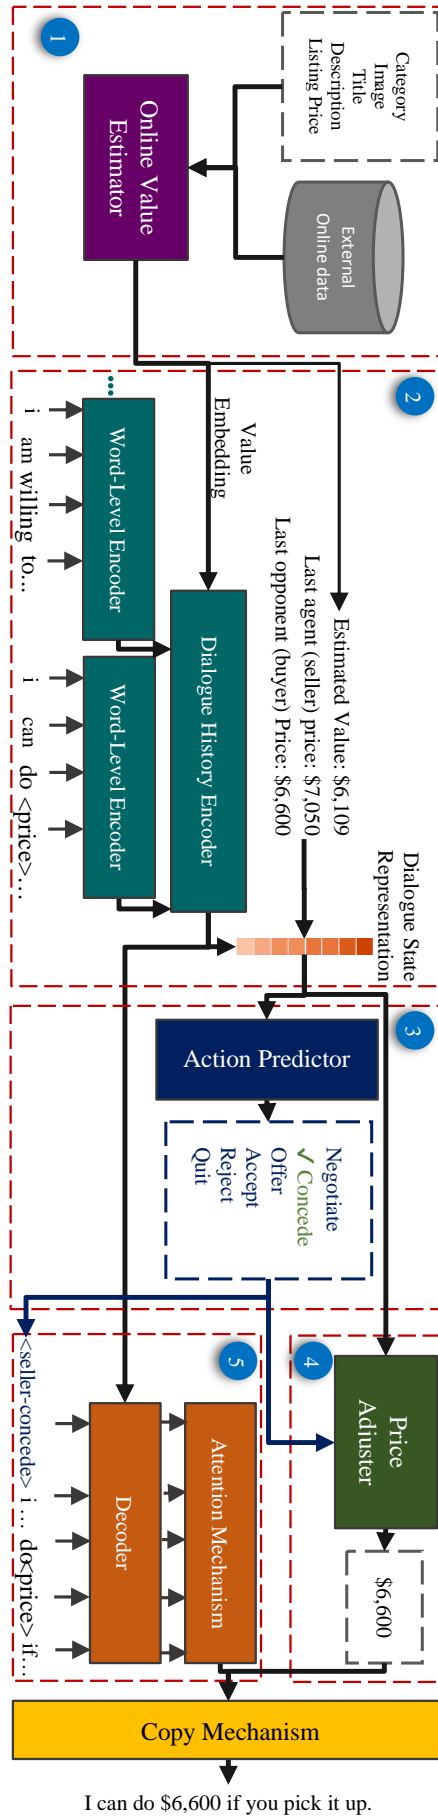 1
Category
Image
Title
Description
Listing Price
External
Online data
Online Value
Estimator
2
Value
Embedding
Estimated Value: $6,109
Last agent (seller) price: $7,050
Last opponent (buyer) Price: $6,600
Dialogue State
Representation
Dialogue History Encoder
...
Word-Level Encoder
Word-Level Encoder
i am willing to...
i can do <price>...
3
Action Predictor
Negotiate
✓ Concede
Offer
Accept
Reject
Quit
4
Price
Adjuster
$6,600
5
Attention Mechanism
Decoder
<seller-concede> i ... do<price> if...
Copy Mechanism
I can do $6,600 if you pick it up.